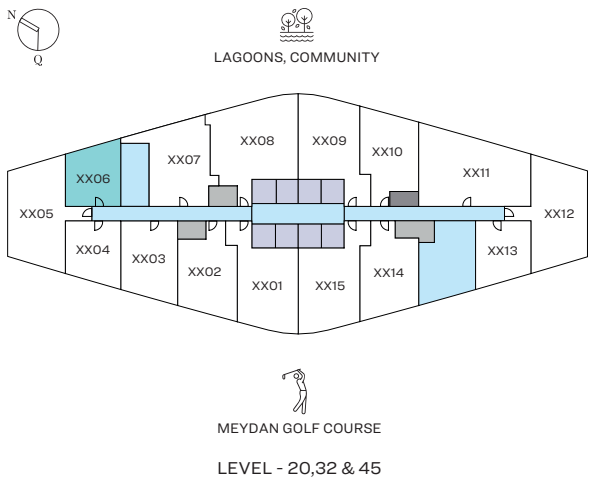 N
Q
LAGOONS, COMMUNITY
XX08
XX09
XX10
XX07
XX11
XX06
XX05
XX12
XX04
XX03
XX02
XX01
XX15
XX14
XX13
MEYDAN GOLF COURSE
LEVEL - 20,32 & 45